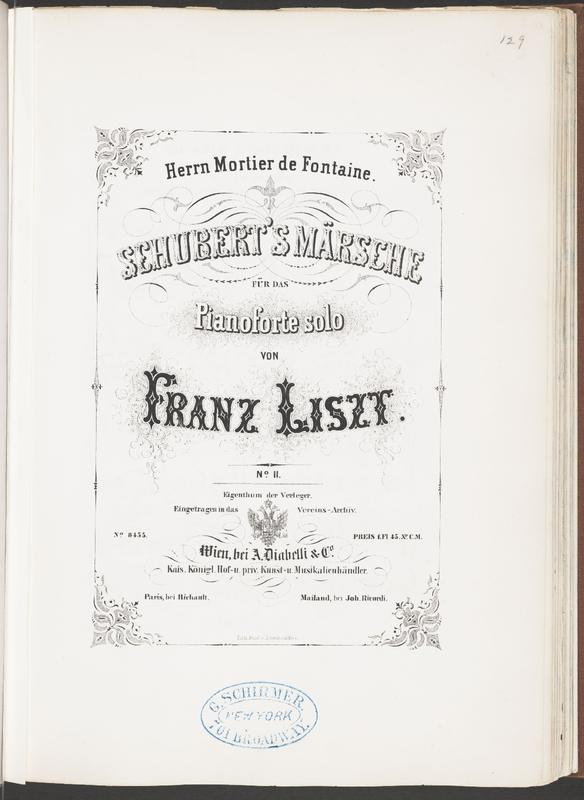 129
Herrn Mortier de Fontaine.
SCHUBERT'S MÄRSCHE
FÜR DAS
Pianoforte solo
VON
FRANZ LISZT.
No II.
Eigenthum der Verleger.
Eingetragen in das Vereins-Archiv.
No 8455. PREIS 1.Fl 45.Xr.C.M.
Wien, bei A. Diabelli & Co.
Kais. Königl. Hof- u. priv. Kunst- u. Musikalienhändler.
Paris, bei Richault. Mailand, bei Joh. Ricordi.
G. SCHIRMER.
NEW YORK
701 BROADWAY.